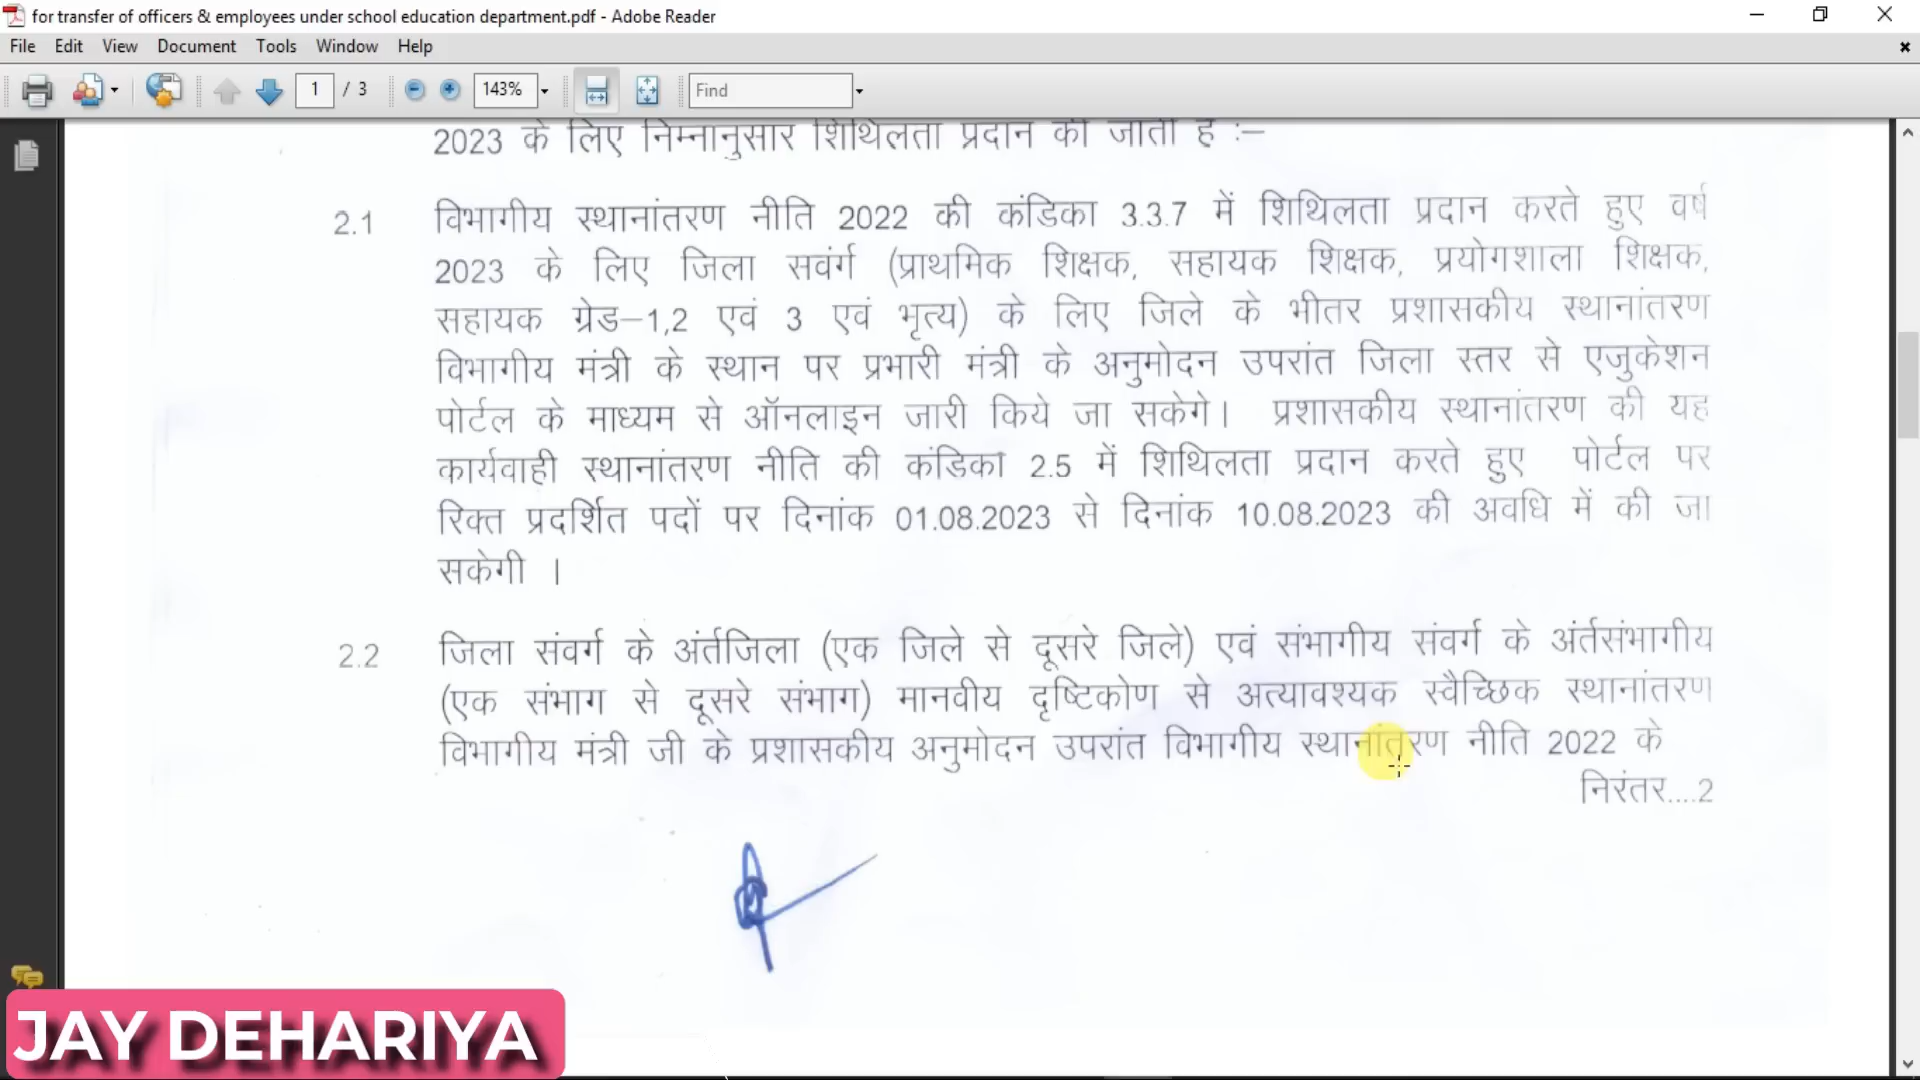 for transfer of officers & employees under school education department.pdf - Adobe Reader
File Edit View Document Tools Window Help
1 / 3 143% Find
2023 के लिए निम्नानुसार शिथिलता प्रदान की जाती है :–
2.1 विभागीय स्थानांतरण नीति 2022 की कंडिका 3.3.7 में शिथिलता प्रदान करते हुए वर्ष
2023 के लिए जिला सवंर्ग (प्राथमिक शिक्षक, सहायक शिक्षक, प्रयोगशाला शिक्षक,
सहायक ग्रेड–1,2 एवं 3 एवं भृत्य) के लिए जिले के भीतर प्रशासकीय स्थानांतरण
विभागीय मंत्री के स्थान पर प्रभारी मंत्री के अनुमोदन उपरांत जिला स्तर से एजुकेशन
पोर्टल के माध्यम से ऑनलाइन जारी किये जा सकेगे। प्रशासकीय स्थानांतरण की यह
कार्यवाही स्थानांतरण नीति की कंडिका 2.5 में शिथिलता प्रदान करते हुए पोर्टल पर
रिक्त प्रदर्शित पदों पर दिनांक 01.08.2023 से दिनांक 10.08.2023 की अवधि में की जा
सकेगी ।
2.2 जिला संवर्ग के अंर्तजिला (एक जिले से दूसरे जिले) एवं संभागीय संवर्ग के अंर्तसंभागीय
(एक संभाग से दूसरे संभाग) मानवीय दृष्टिकोण से अत्यावश्यक स्वैच्छिक स्थानांतरण
विभागीय मंत्री जी के प्रशासकीय अनुमोदन उपरांत विभागीय स्थानांतरण नीति 2022 के
निरंतर....2
JAY DEHARIYA